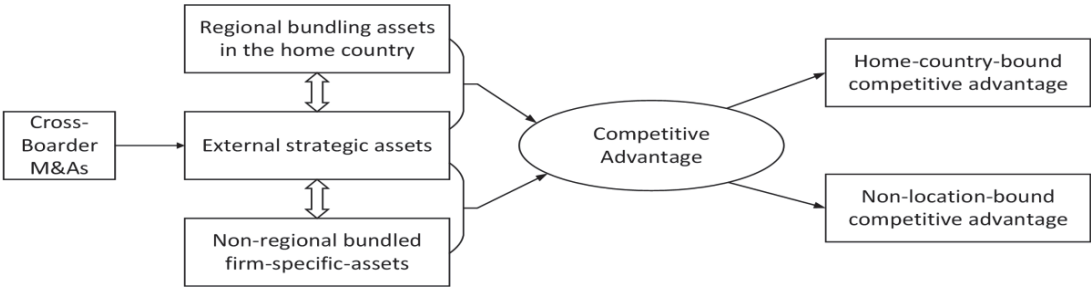 Regional bundling assets
in the home country
Cross-
Boarder
M&As
External strategic assets
Non-regional bundled
firm-specific-assets
Competitive
Advantage
Home-country-bound
competitive advantage
Non-location-bound
competitive advantage